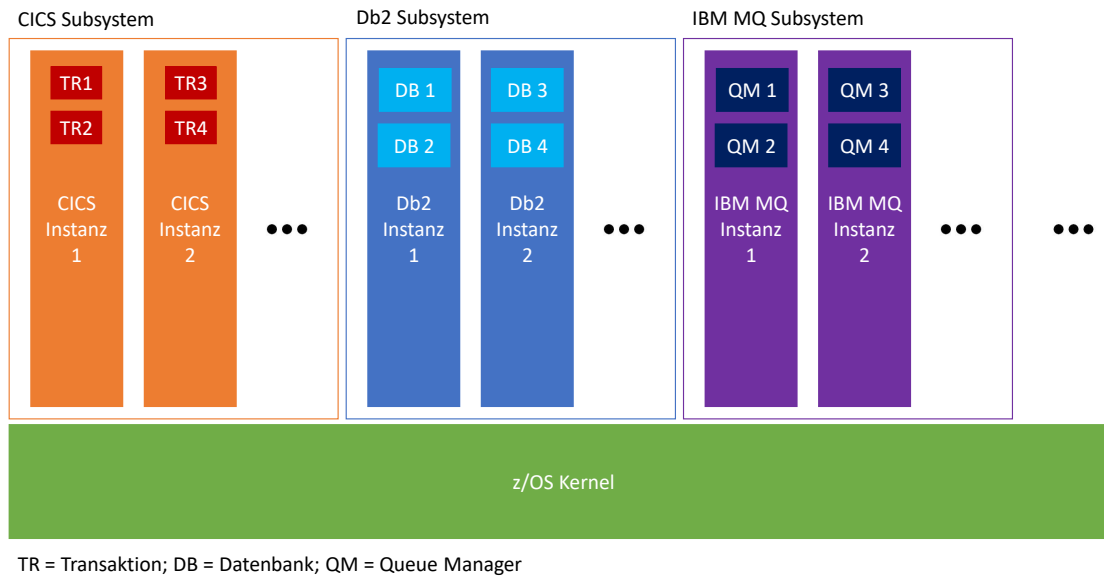 CICS Subsystem
Db2 Subsystem
IBM MQ Subsystem
TR1
TR2
CICS
Instanz
1
TR3
TR4
CICS
Instanz
2
•••
DB 1
DB 2
Db2
Instanz
1
DB 3
DB 4
Db2
Instanz
2
•••
QM 1
QM 2
IBM MQ
Instanz
1
QM 3
QM 4
IBM MQ
Instanz
2
•••
•••
z/OS Kernel
TR = Transaktion; DB = Datenbank; QM = Queue Manager